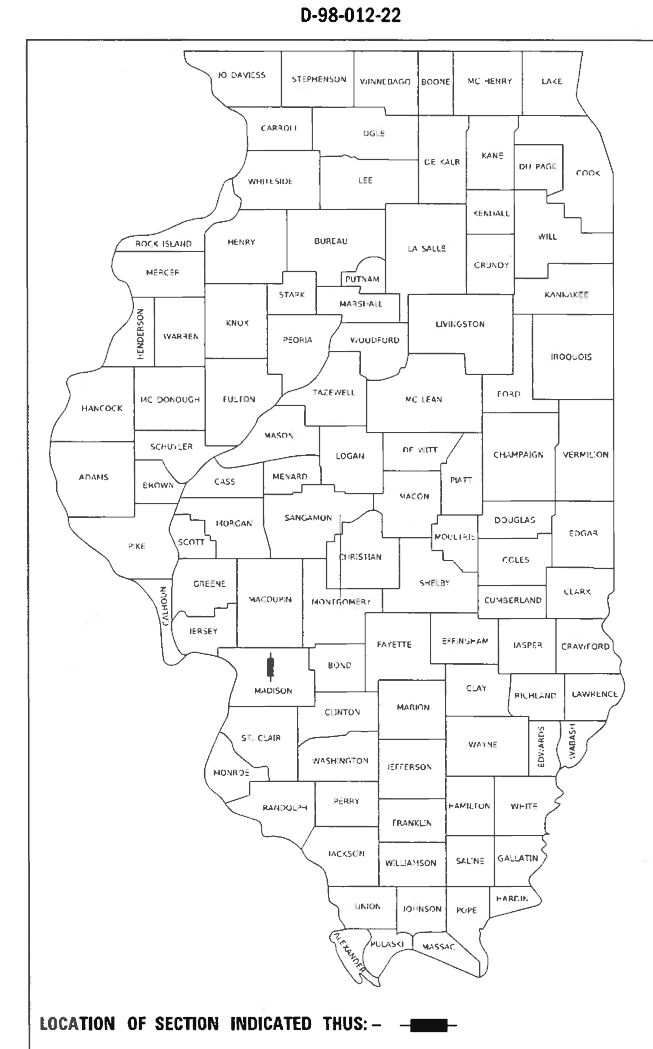 D-98-012-22
JO DAVIESS STEPHENSON WINNEBAGO BOONE MC HENRY LAKE
CARROLL OGLE
DE KALB KANE DU PAGE COOK
WHITESIDE LEE
KENDALL
ROCK ISLAND HENRY BUREAU LA SALLE WILL
GRUNDY
MERCER PUTNAM
STARK MARSHALL KANKAKEE
HENDERSON WARREN KNOX PEORIA WOODFORD LIVINGSTON
IROQUOIS
HANCOCK MC DONOUGH FULTON TAZEWELL MC LEAN FORD
SCHUYLER MASON LOGAN DE WITT CHAMPAIGN VERMILION
ADAMS BROWN CASS MENARD PIATT
MACON
PIKE SCOTT MORGAN SANGAMON MOULTRIE DOUGLAS EDGAR
CHRISTIAN COLES
CALHOUN GREENE MACOUPIN MONTGOMERY SHELBY CUMBERLAND CLARK
JERSEY FAYETTE EFFINGHAM JASPER CRAWFORD
BOND
MADISON CLAY RICHLAND LAWRENCE
CLINTON MARION
ST. CLAIR WAYNE EDWARDS WABASH
MONROE WASHINGTON JEFFERSON
RANDOLPH PERRY HAMILTON WHITE
FRANKLIN
JACKSON WILLIAMSON SALINE GALLATIN
UNION JOHNSON POPE HARDIN
ALEXANDER PULASKI MASSAC
LOCATION OF SECTION INDICATED THUS: –